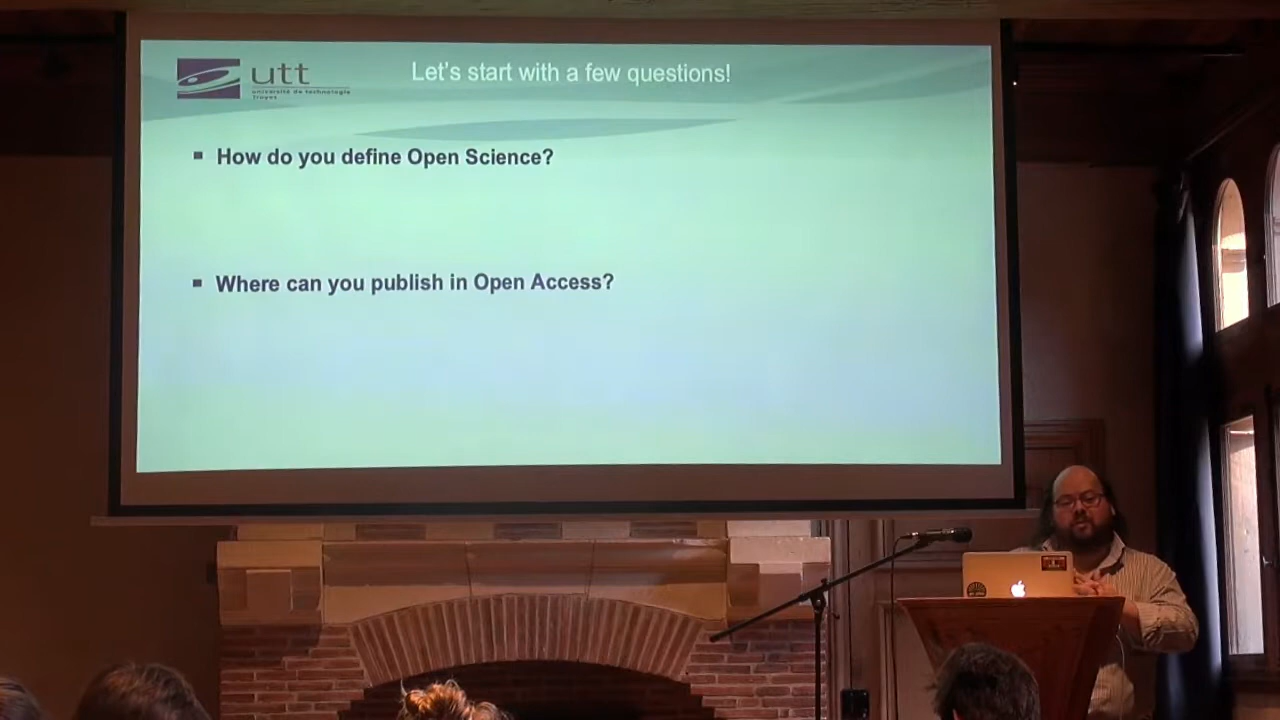 utt
université de technologie
Troyes
Let's start with a few questions!
How do you define Open Science?
Where can you publish in Open Access?